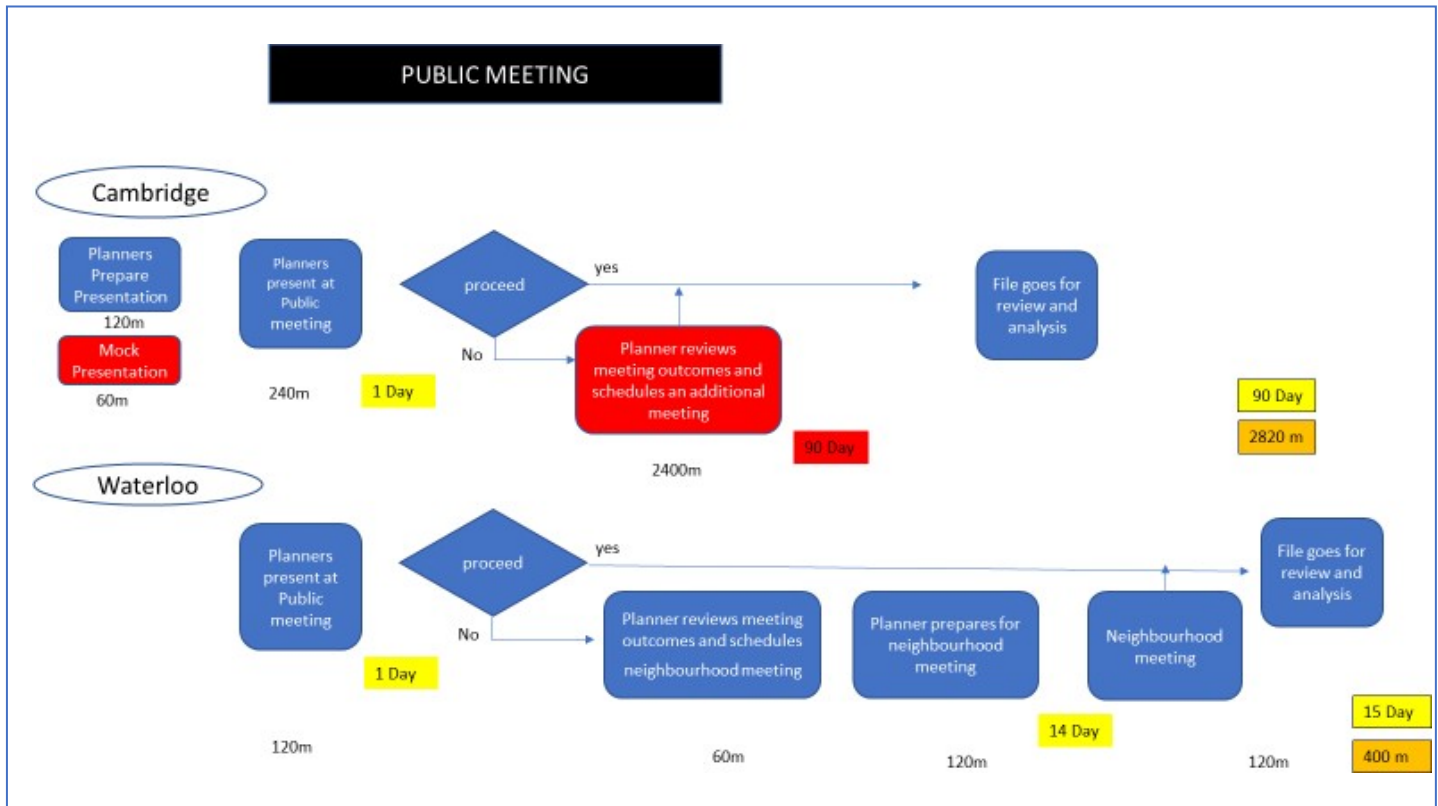 PUBLIC MEETING
Cambridge
Planners
Prepare
Presentation
120m
Mock
Presentation
60m
Planners
present at
Public
meeting
240m
1 Day
proceed
yes
No
Planner reviews
meeting outcomes and
schedules an additional
meeting
90 Day
2400m
File goes for
review and
analysis
90 Day
2820 m
Waterloo
Planners
present at
Public
meeting
1 Day
120m
proceed
yes
No
Planner reviews meeting
outcomes and schedules
neighbourhood meeting
60m
Planner prepares for
neighbourhood
meeting
14 Day
120m
Neighbourhood
meeting
120m
File goes for
review and
analysis
15 Day
400 m